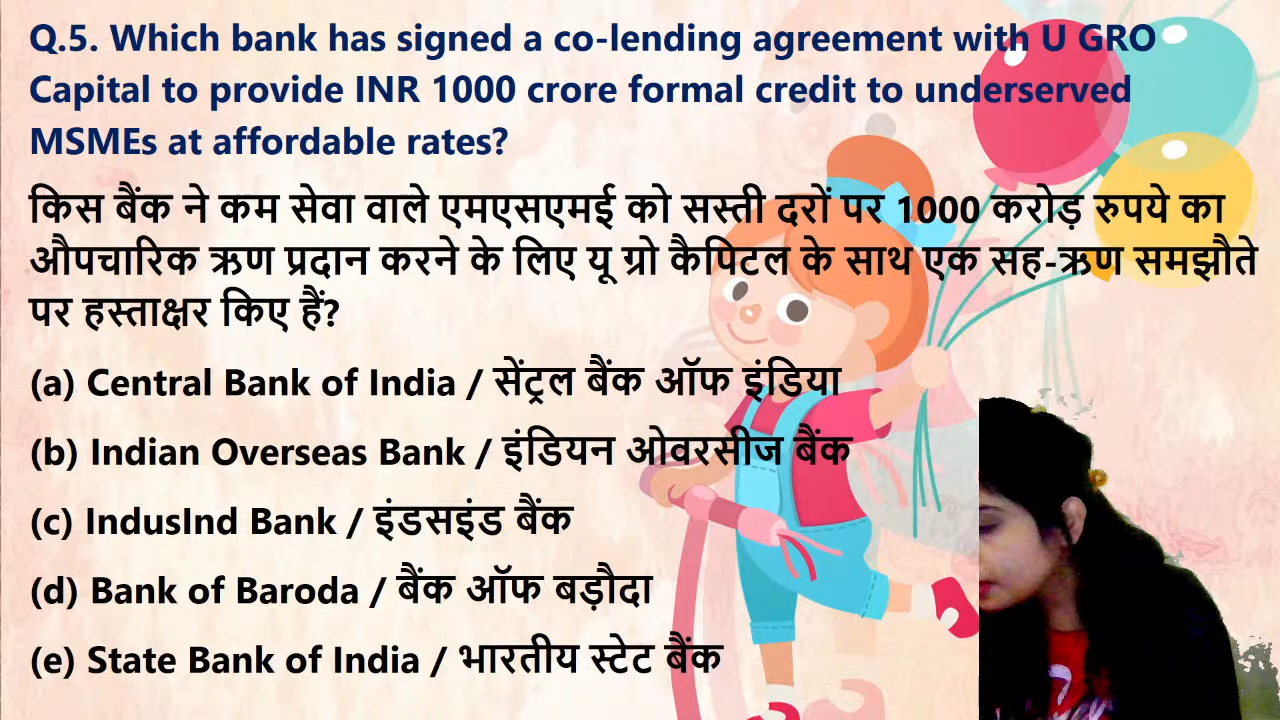 Q.5. Which bank has signed a co-lending agreement with U GRO
Capital to provide INR 1000 crore formal credit to underserved
MSMEs at affordable rates?
किस बैंक ने कम सेवा वाले एमएसएमई को सस्ती दरों पर 1000 करोड़ रुपये का
औपचारिक ऋण प्रदान करने के लिए यू ग्रो कैपिटल के साथ एक सह-ऋण समझौते
पर हस्ताक्षर किए हैं?
(a) Central Bank of India / सेंट्रल बैंक ऑफ इंडिया
(b) Indian Overseas Bank / इंडियन ओवरसीज बैंक
(c) IndusInd Bank / इंडसइंड बैंक
(d) Bank of Baroda / बैंक ऑफ बड़ौदा
(e) State Bank of India / भारतीय स्टेट बैंक